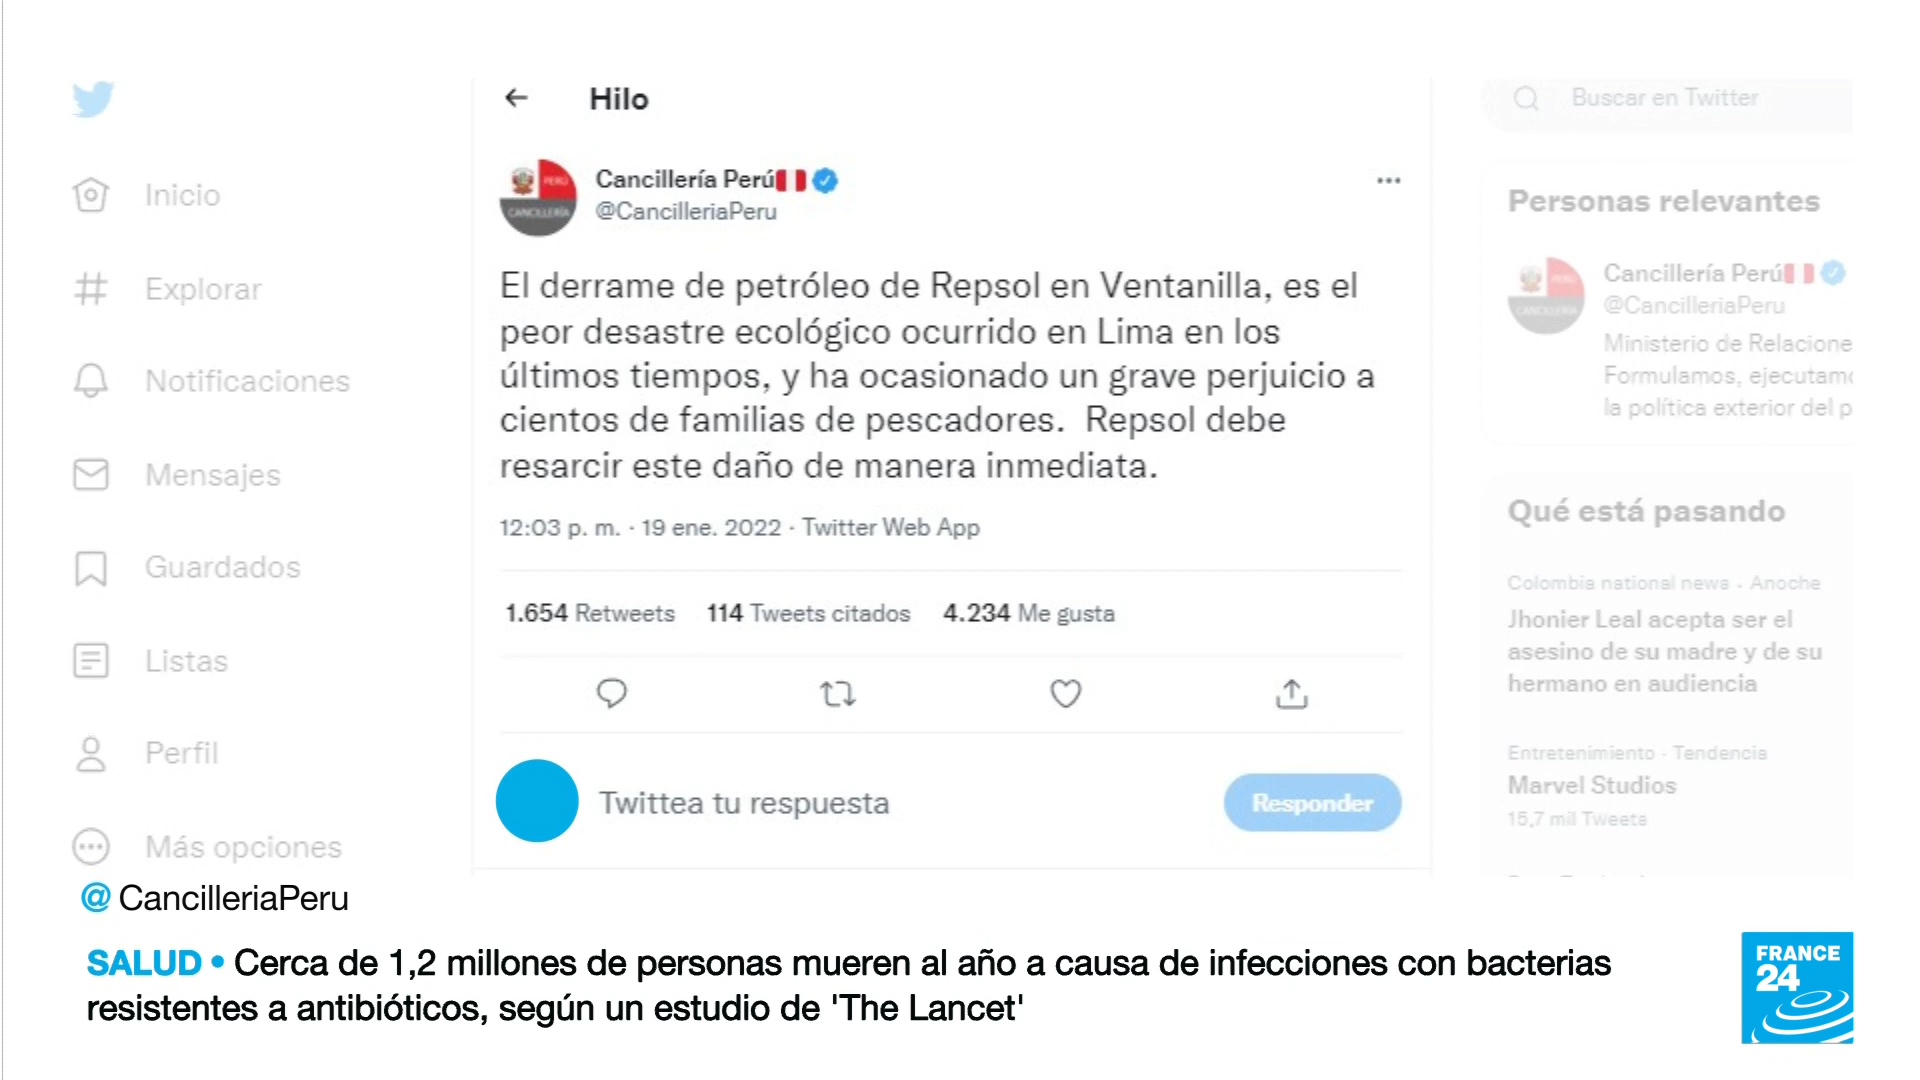 Hilo
Buscar en Twitter
Inicio
Explorar
Notificaciones
Mensajes
Guardados
Listas
Perfil
Más opciones
PERÚ
CANCILLERÍA
Cancillería Perú
@CancilleriaPeru
El derrame de petróleo de Repsol en Ventanilla, es el
peor desastre ecológico ocurrido en Lima en los
últimos tiempos, y ha ocasionado un grave perjuicio a
cientos de familias de pescadores. Repsol debe
resarcir este daño de manera inmediata.
12:03 p. m. · 19 ene. 2022 · Twitter Web App
1.654 Retweets 114 Tweets citados 4.234 Me gusta
Twittea tu respuesta
Responder
Personas relevantes
Cancillería Perú
@CancilleriaPeru
Ministerio de Relacione
Formulamos, ejecutamo
la política exterior del p
Qué está pasando
Colombia national news · Anoche
Jhonier Leal acepta ser el
asesino de su madre y de su
hermano en audiencia
Entretenimiento · Tendencia
Marvel Studios
15,7 mil Tweets
@ CancilleriaPeru
SALUD • Cerca de 1,2 millones de personas mueren al año a causa de infecciones con bacterias
resistentes a antibióticos, según un estudio de 'The Lancet'
FRANCE
24